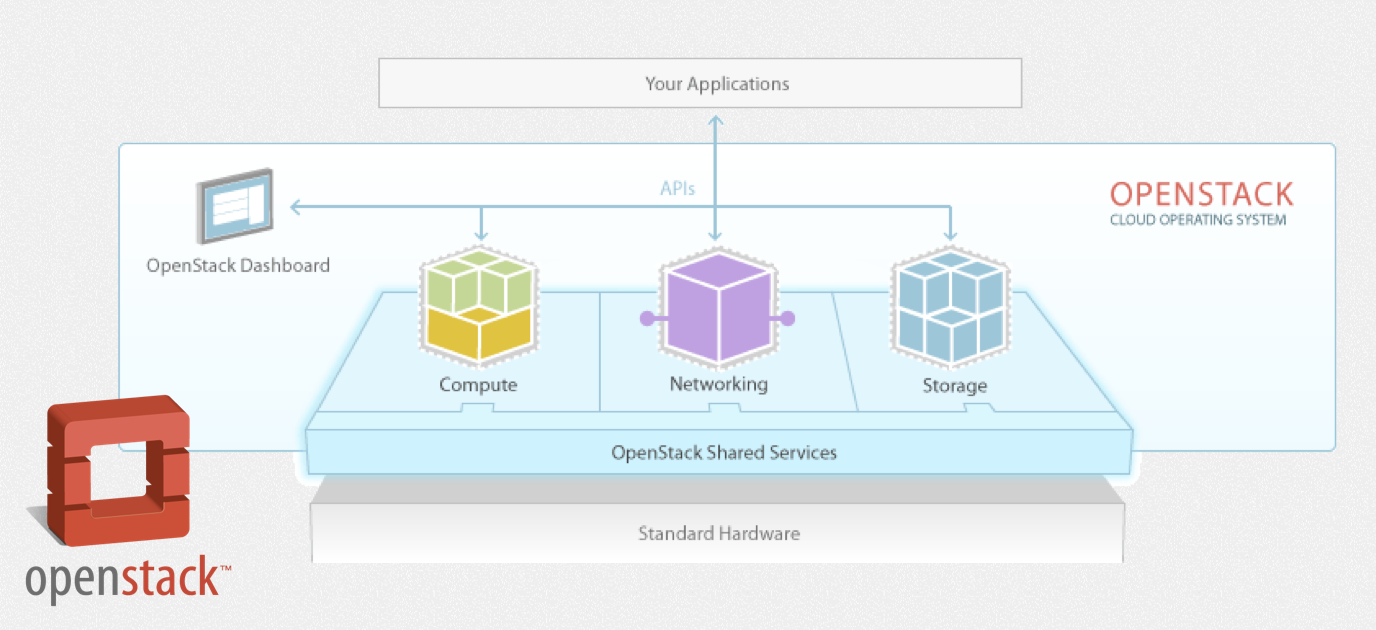 Your Applications
APIs
OPENSTACK
CLOUD OPERATING SYSTEM
OpenStack Dashboard
Compute
Networking
Storage
OpenStack Shared Services
Standard Hardware
openstack™